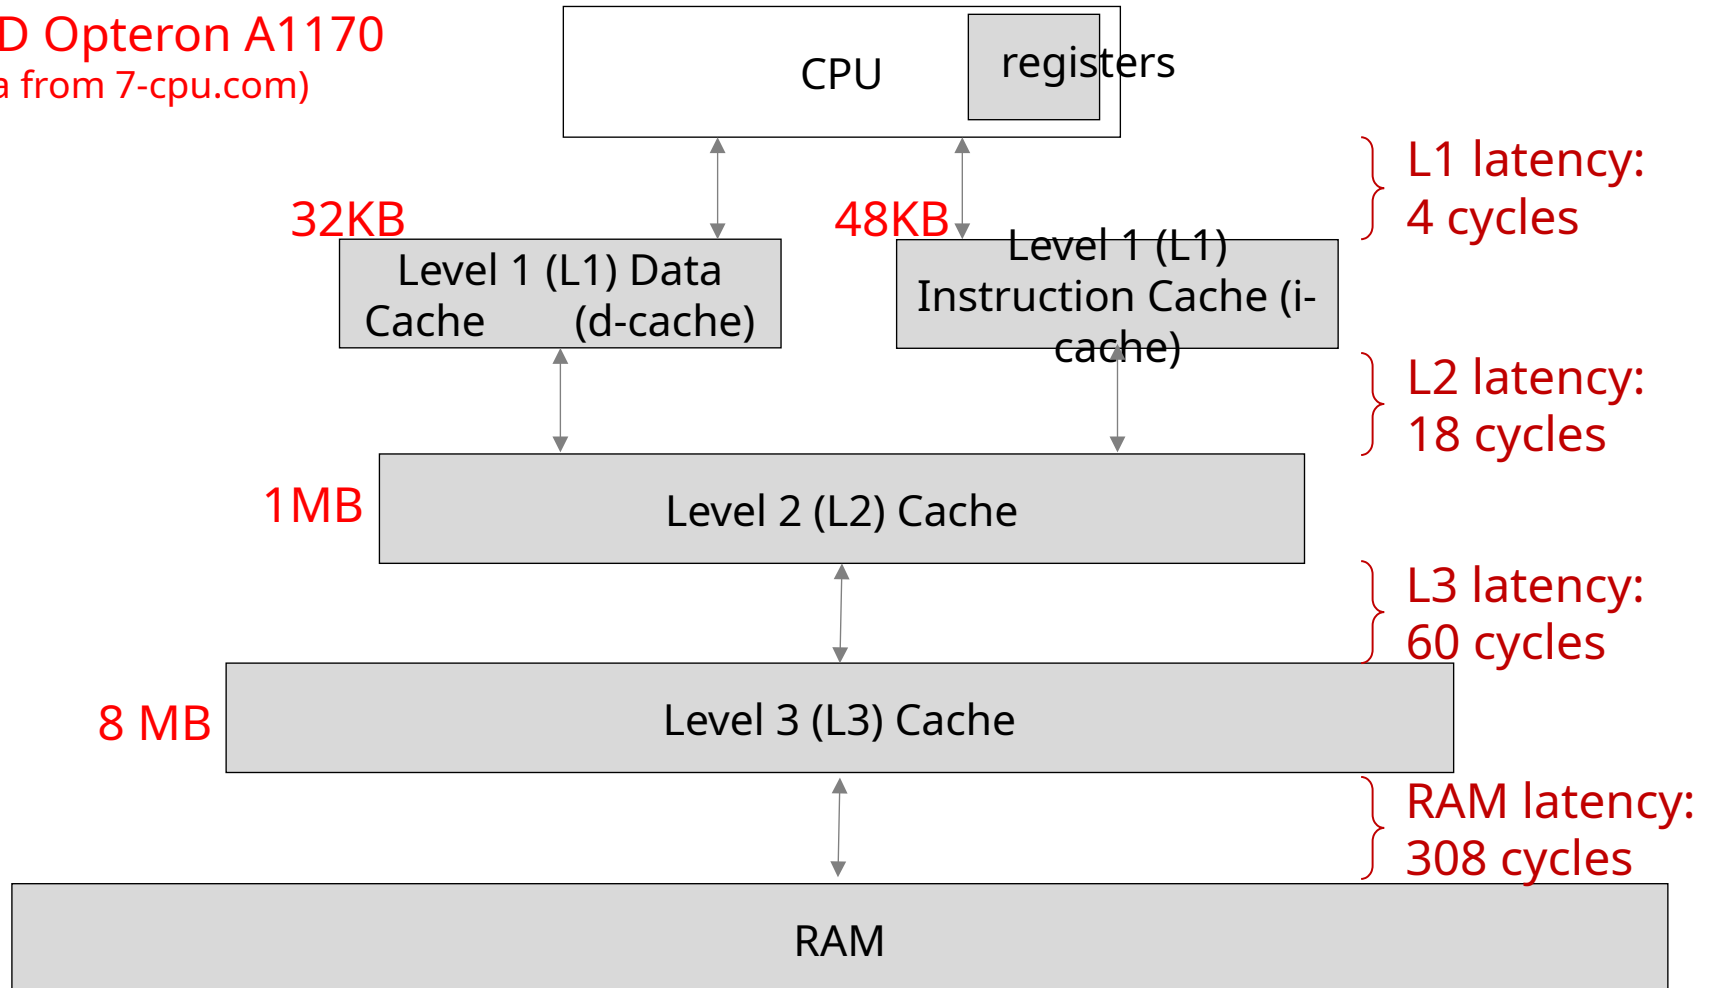 D Opteron A1170
a from 7-cpu.com)
CPU
registers
L1 latency:
4 cycles
32KB
48KB
Level 1 (L1) Data
Cache (d-cache)
Level 1 (L1)
Instruction Cache (i-
cache)
L2 latency:
18 cycles
1MB
Level 2 (L2) Cache
L3 latency:
60 cycles
8 MB
Level 3 (L3) Cache
RAM latency:
308 cycles
RAM